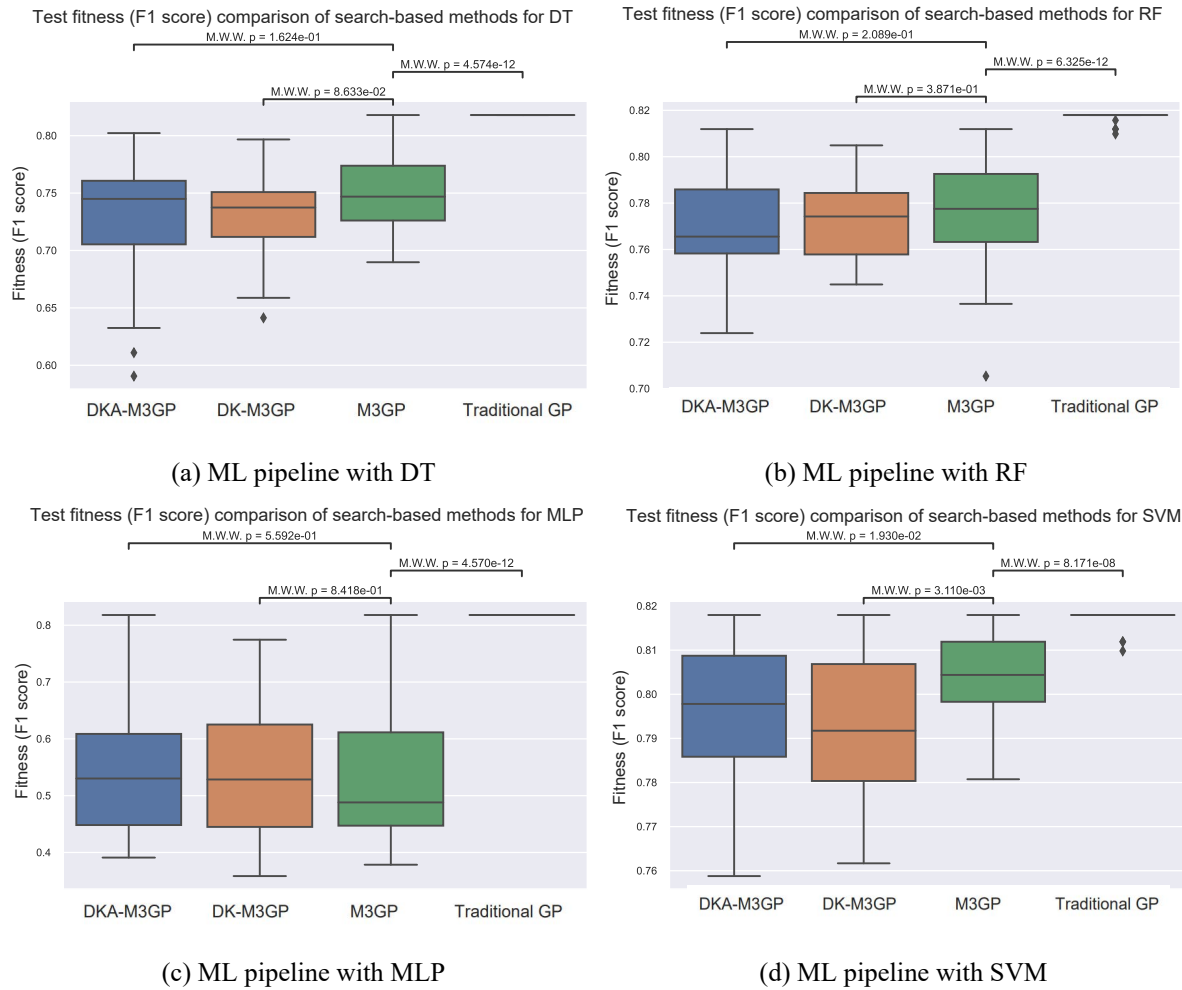 Test fitness (F1 score) comparison of search-based methods for DT
M.W.W. p = 1.624e-01
M.W.W. p = 4.574e-12
M.W.W. p = 8.633e-02
Fitness (F1 score)
0.80
0.75
0.70
0.65
0.60
DKA-M3GP DK-M3GP M3GP Traditional GP
(a) ML pipeline with DT
Test fitness (F1 score) comparison of search-based methods for RF
M.W.W. p = 2.089e-01
M.W.W. p = 6.325e-12
M.W.W. p = 3.871e-01
Fitness (F1 score)
0.82
0.80
0.78
0.76
0.74
0.72
0.70
DKA-M3GP DK-M3GP M3GP Traditional GP
(b) ML pipeline with RF
Test fitness (F1 score) comparison of search-based methods for MLP
M.W.W. p = 5.592e-01
M.W.W. p = 4.570e-12
M.W.W. p = 8.418e-01
Fitness (F1 score)
0.8
0.7
0.6
0.5
0.4
DKA-M3GP DK-M3GP M3GP Traditional GP
(c) ML pipeline with MLP
Test fitness (F1 score) comparison of search-based methods for SVM
M.W.W. p = 1.930e-02
M.W.W. p = 8.171e-08
M.W.W. p = 3.110e-03
Fitness (F1 score)
0.82
0.81
0.80
0.79
0.78
0.77
0.76
DKA-M3GP DK-M3GP M3GP Traditional GP
(d) ML pipeline with SVM